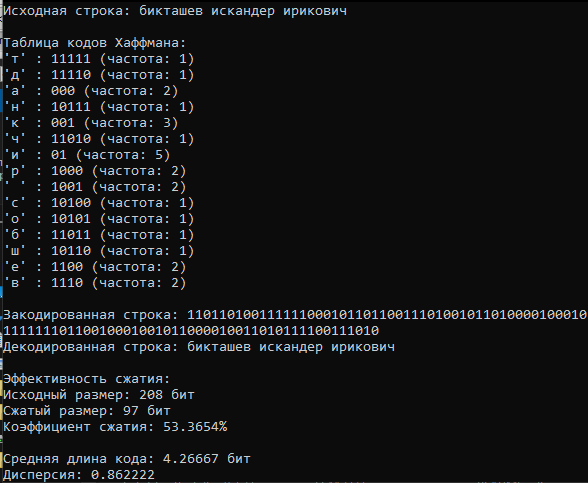 Исходная строка: бикташев искандер ирикович
Таблица кодов Хаффмана:
'т' : 11111 (частота: 1)
'д' : 11110 (частота: 1)
'а' : 000 (частота: 2)
'н' : 10111 (частота: 1)
'к' : 001 (частота: 3)
'ч' : 11010 (частота: 1)
'и' : 01 (частота: 5)
'р' : 1000 (частота: 2)
' ' : 1001 (частота: 2)
'с' : 10100 (частота: 1)
'о' : 10101 (частота: 1)
'б' : 11011 (частота: 1)
'ш' : 10110 (частота: 1)
'е' : 1100 (частота: 2)
'в' : 1110 (частота: 2)
Закодированная строка: 11011010011111100010110110011101001011010000100010
1111111101100100010010110000100110101111001110​10
Декодированная строка: бикташев искандер ирикович
Эффективность сжатия:
Исходный размер: 208 бит
Сжатый размер: 97 бит
Коэффициент сжатия: 53.3654%
Средняя длина кода: 4.26667 бит
Дисперсия: 0.862222